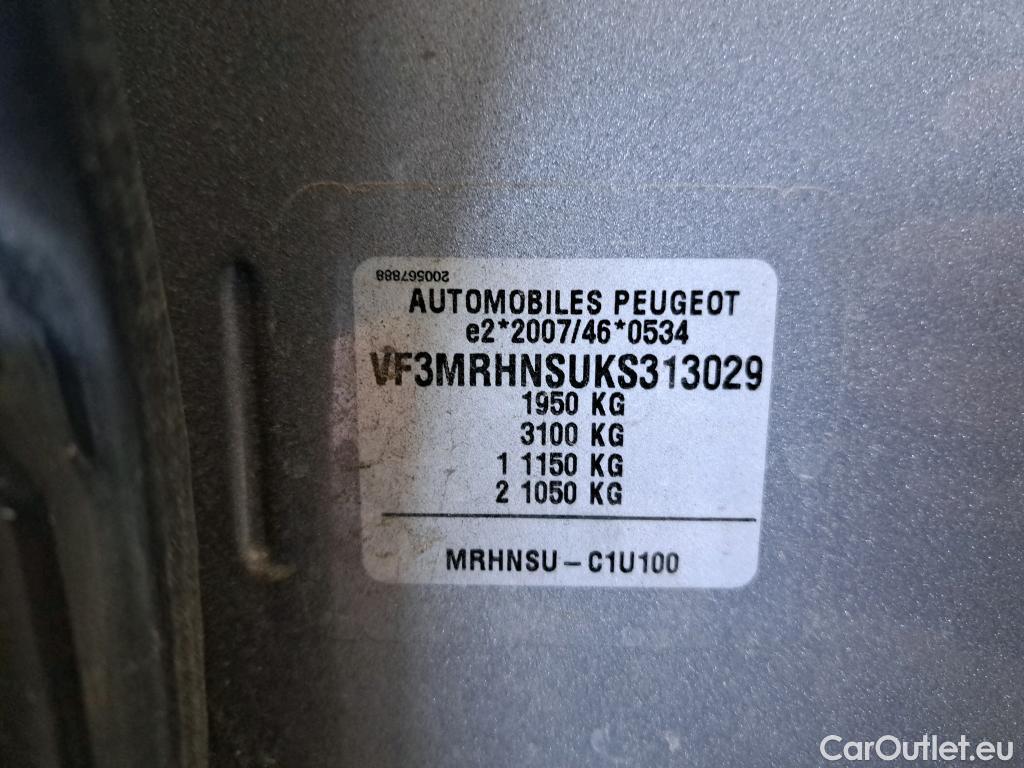 200567888
AUTOMOBILES PEUGEOT
e2*2007/46*0534
VF3MRHNSUKS313029
1950 KG
3100 KG
1 1150 KG
2 1050 KG
MRHNSU-C1U100
CarOutlet.eu